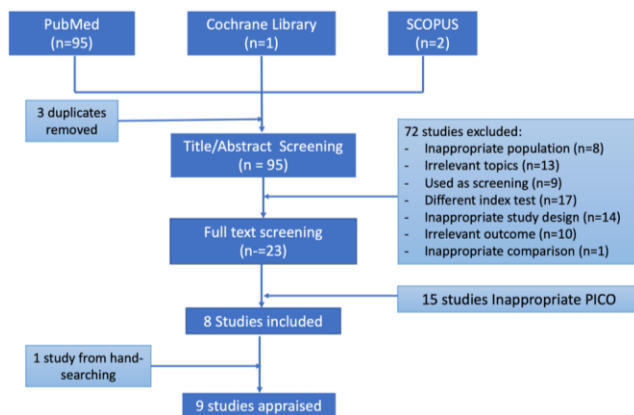 PubMed
(n=95)
Cochrane Library
(n=1)
SCOPUS
(n=2)
3 duplicates
removed
Title/Abstract Screening
(n = 95)
72 studies excluded:
- Inappropriate population (n=8)
- Irrelevant topics (n=13)
- Used as screening (n=9)
- Different index test (n=17)
- Inappropriate study design (n=14)
- Irrelevant outcome (n=10)
- Inappropriate comparison (n=1)
Full text screening
(n-=23)
15 studies Inappropriate PICO
8 Studies included
1 study from hand-
searching
9 studies appraised